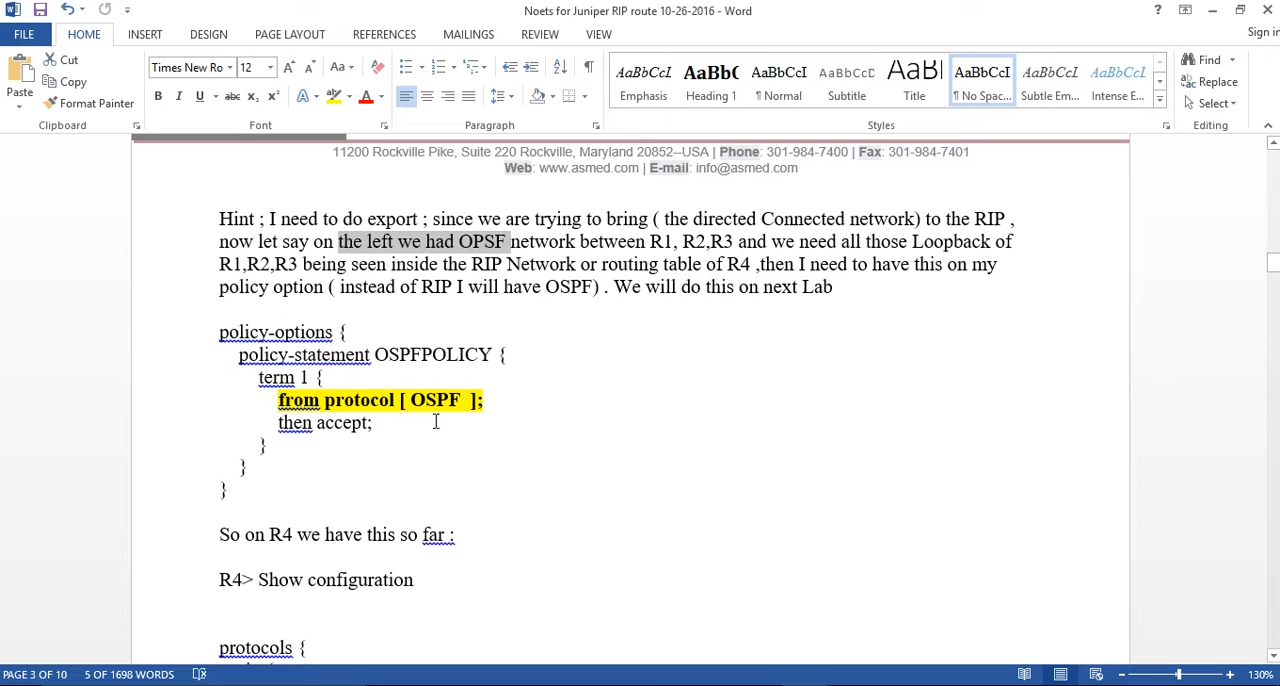 Noets for Juniper RIP route 10-26-2016 - Word
?
FILE HOME INSERT DESIGN PAGE LAYOUT REFERENCES MAILINGS REVIEW VIEW
Sign in
Paste
Cut
Copy
Format Painter
Clipboard
Times New Ro 12
Font
Paragraph
AaBbCcI AaBb( AaBbCcI AaBbCcD AaBl AaBbCcI AaBbCcI AaBbCcI
Emphasis Heading 1 ¶ Normal Subtitle Title ¶ No Spac... Subtle Em... Intense E...
Styles
Find
Replace
Select
Editing
11200 Rockville Pike, Suite 220 Rockville, Maryland 20852--USA | Phone: 301-984-7400 | Fax: 301-984-7401
Web: www.asmed.com | E-mail: info@asmed.com
Hint ; I need to do export ; since we are trying to bring ( the directed Connected network) to the RIP ,
now let say on the left we had OPSF network between R1, R2,R3 and we need all those Loopback of
R1,R2,R3 being seen inside the RIP Network or routing table of R4 ,then I need to have this on my
policy option ( instead of RIP I will have OSPF) . We will do this on next Lab
policy-options {
policy-statement OSPFPOLICY {
term 1 {
from protocol [ OSPF ];
then accept;
}
}
}
So on R4 we have this so far :
R4> Show configuration
protocols {
PAGE 3 OF 10 5 OF 1698 WORDS
130%